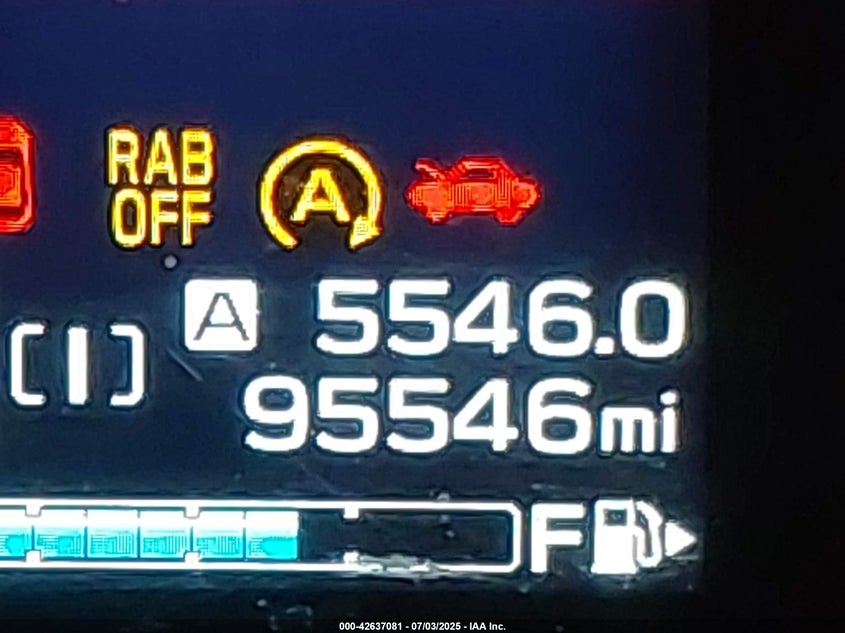 RAB
OFF
A
A 5546.0
[I]
95546mi
F
000-42637081 - 07/03/2025 - IAA Inc.